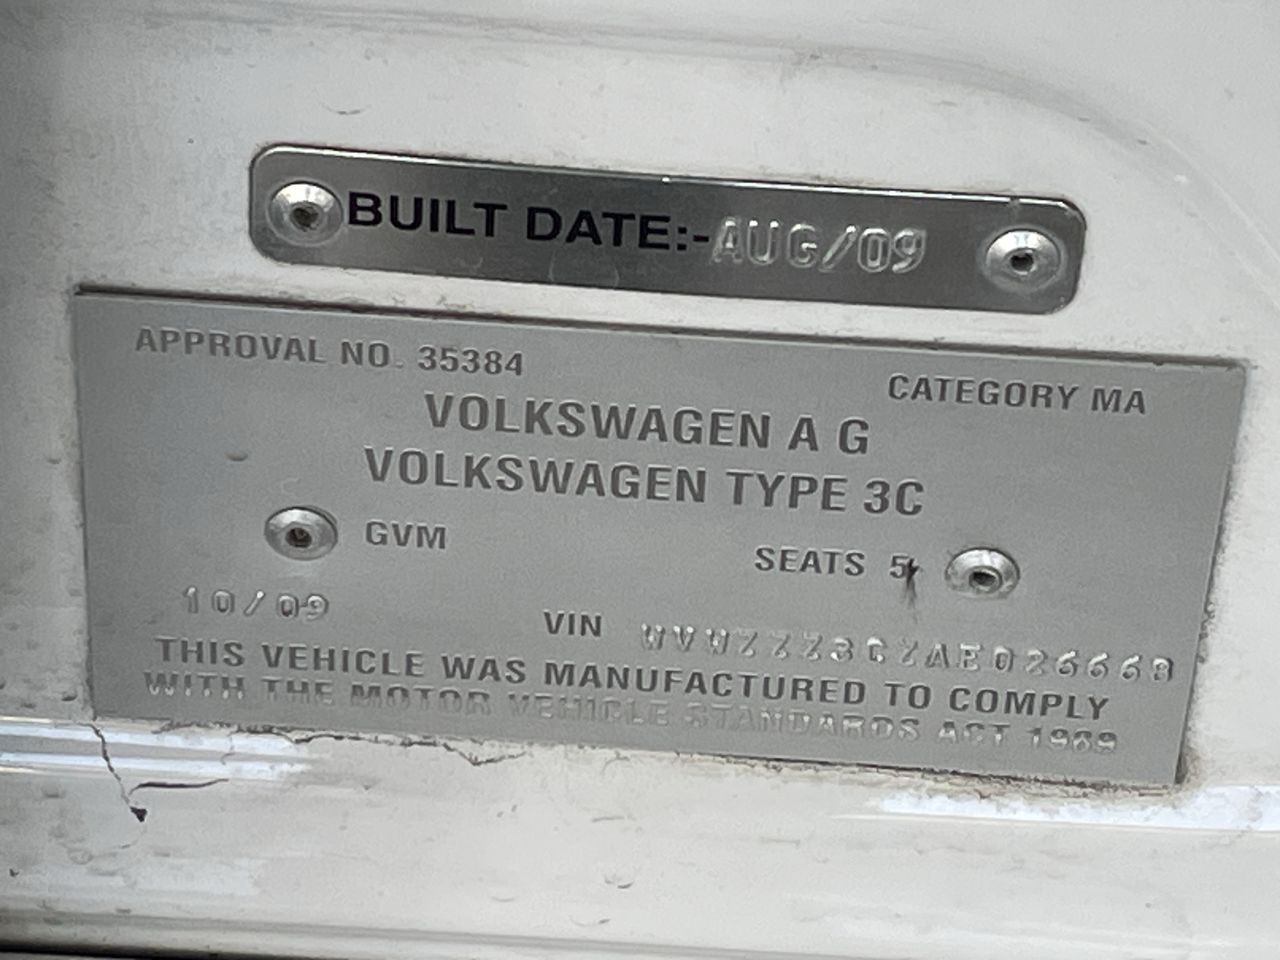 BUILT DATE:-AUG/09
APPROVAL NO. 35384
CATEGORY MA
VOLKSWAGEN A G
VOLKSWAGEN TYPE 3C
GVM
SEATS 5
10/09
VIN WVWZZZ3CZAE026668
THIS VEHICLE WAS MANUFACTURED TO COMPLY
WITH THE MOTOR VEHICLE STANDARDS ACT 1989